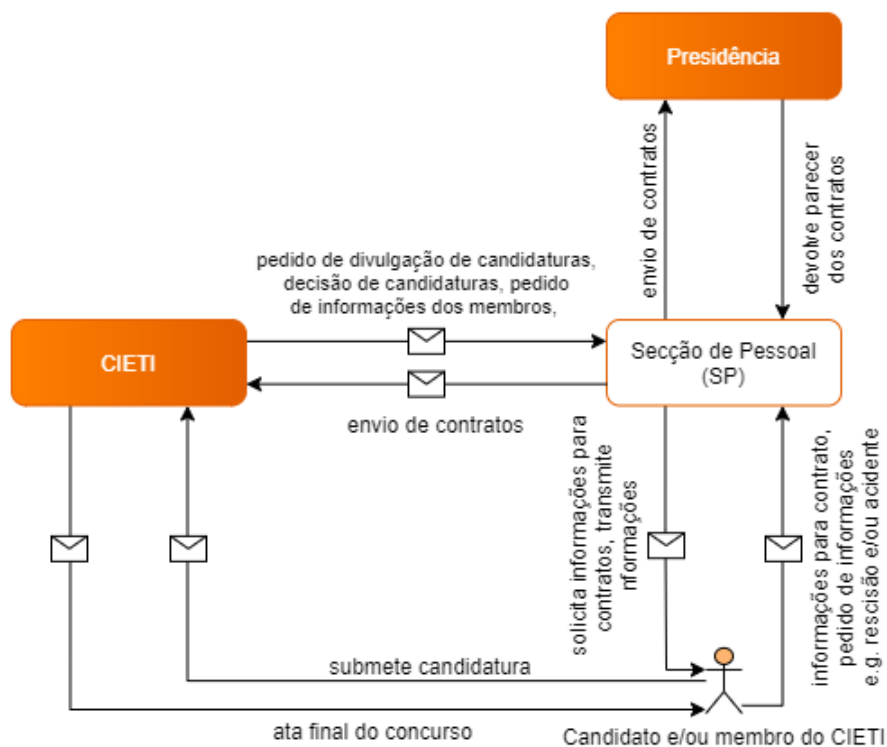 Presidência
envio de contratos
devolve parecer
dos contratos
pedido de divulgação de candidaturas,
decisão de candidaturas, pedido
de informações dos membros,
CIETI
Secção de Pessoal
(SP)
envio de contratos
solicita informações para
contratos, transmite
nformações
informações para contrato,
pedido de informações
e.g. rescisão e/ou acidente
submete candidatura
ata final do concurso
Candidato e/ou membro do CIETI